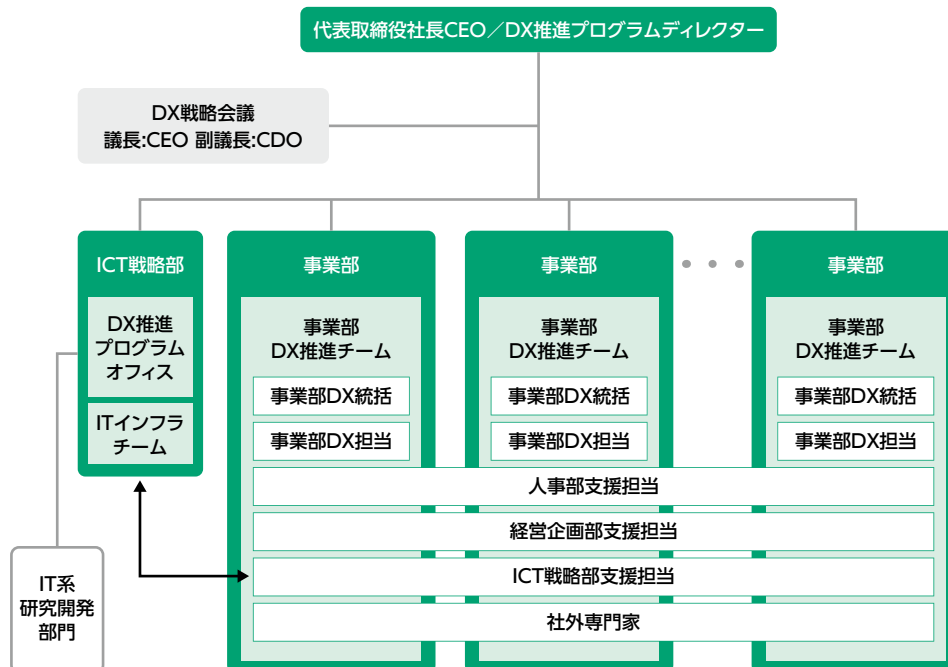 代表取締役社長CEO／DX推進プログラムディレクター
DX戦略会議
議長:CEO 副議長:CDO
ICT戦略部
DX推進
プログラム
オフィス
ITインフラ
チーム
IT系
研究開発
部門
事業部
事業部
DX推進チーム
事業部DX統括
事業部DX担当
事業部
事業部
DX推進チーム
事業部DX統括
事業部DX担当
事業部
事業部
DX推進チーム
事業部DX統括
事業部DX担当
人事部支援担当
経営企画部支援担当
ICT戦略部支援担当
社外専門家